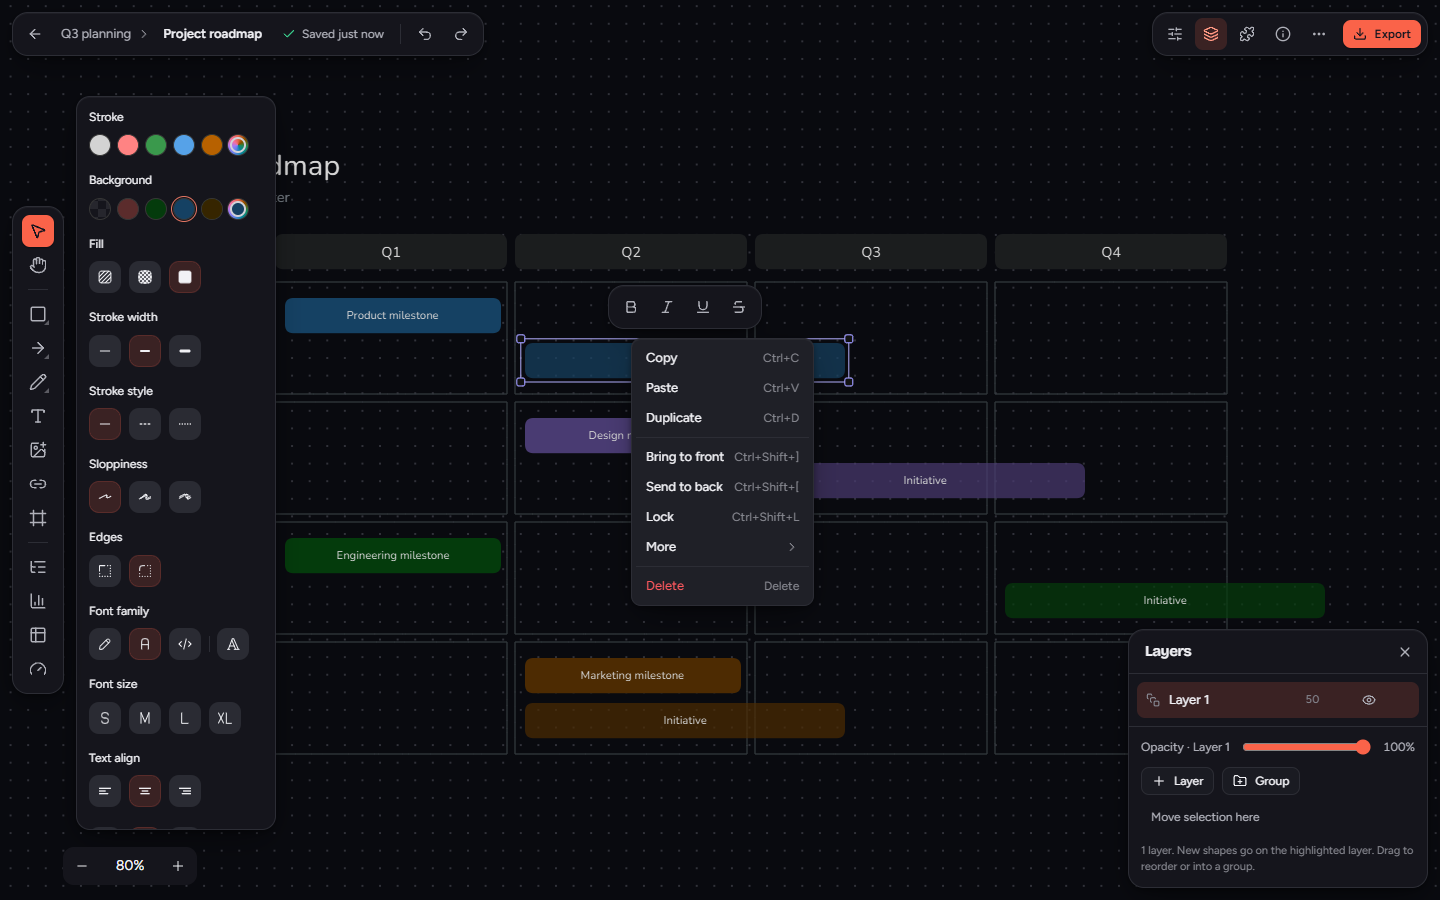 Q3 planning
Project roadmap
Saved just now
Export
Stroke
Background
Fill
Stroke width
Stroke style
Sloppiness
Edges
Font family
A
A
Font size
S
M
L
XL
Text align
80%
dmap
ter
Q1
Q2
Q3
Q4
Product milestone
B
I
U
S
Copy Ctrl+C
Paste Ctrl+V
Duplicate Ctrl+D
Bring to front Ctrl+Shift+]
Send to back Ctrl+Shift+[
Lock Ctrl+Shift+L
More
Delete Delete
Design
Initiative
Engineering milestone
Initiative
Marketing milestone
Initiative
Layers
Layer 1 50
Opacity · Layer 1 100%
Layer
Group
Move selection here
1 layer. New shapes go on the highlighted layer. Drag to
reorder or into a group.